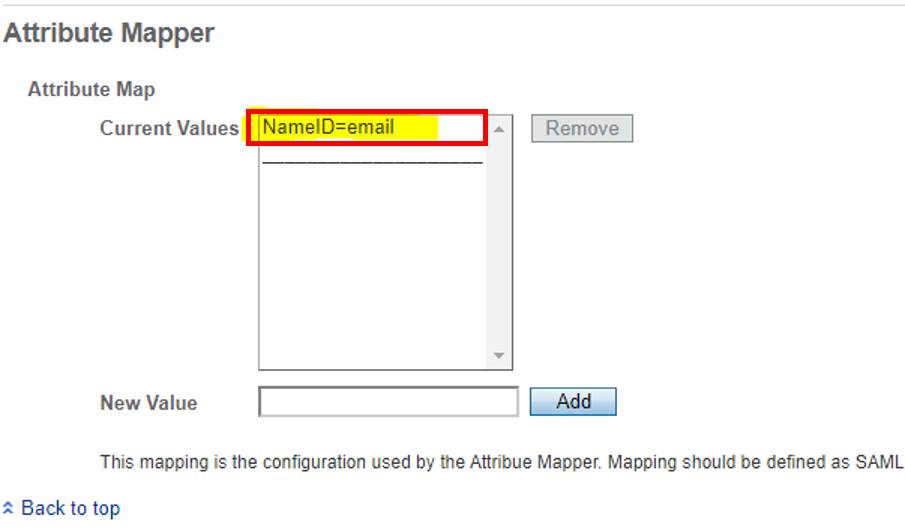 Attribute Mapper
Attribute Map
Current Values NameID=email Remove
New Value Add
This mapping is the configuration used by the Attribue Mapper. Mapping should be defined as SAML
Back to top